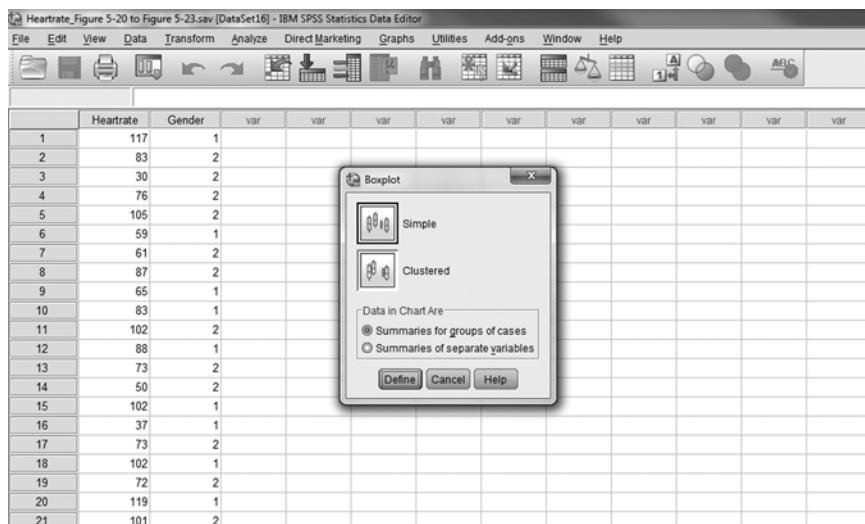 Heartrate_Figure 5-20 to Figure 5-23.sav [DataSet16] - IBM SPSS Statistics Data Editor
File Edit View Data Transform Analyze Direct Marketing Graphs Utilities Add-ons Window Help
Heartrate Gender var var var var var var var var var
1 117 1
2 83 2
3 30 2
4 76 2
5 105 2
6 59 1
7 61 2
8 87 2
9 65 1
10 83 1
11 102 2
12 88 1
13 73 2
14 50 2
15 102 1
16 37 1
17 73 2
18 102 1
19 72 2
20 119 1
21 101 2
Boxplot
Simple
Clustered
Data in Chart Are
Summaries for groups of cases
Summaries of separate variables
Define Cancel Help